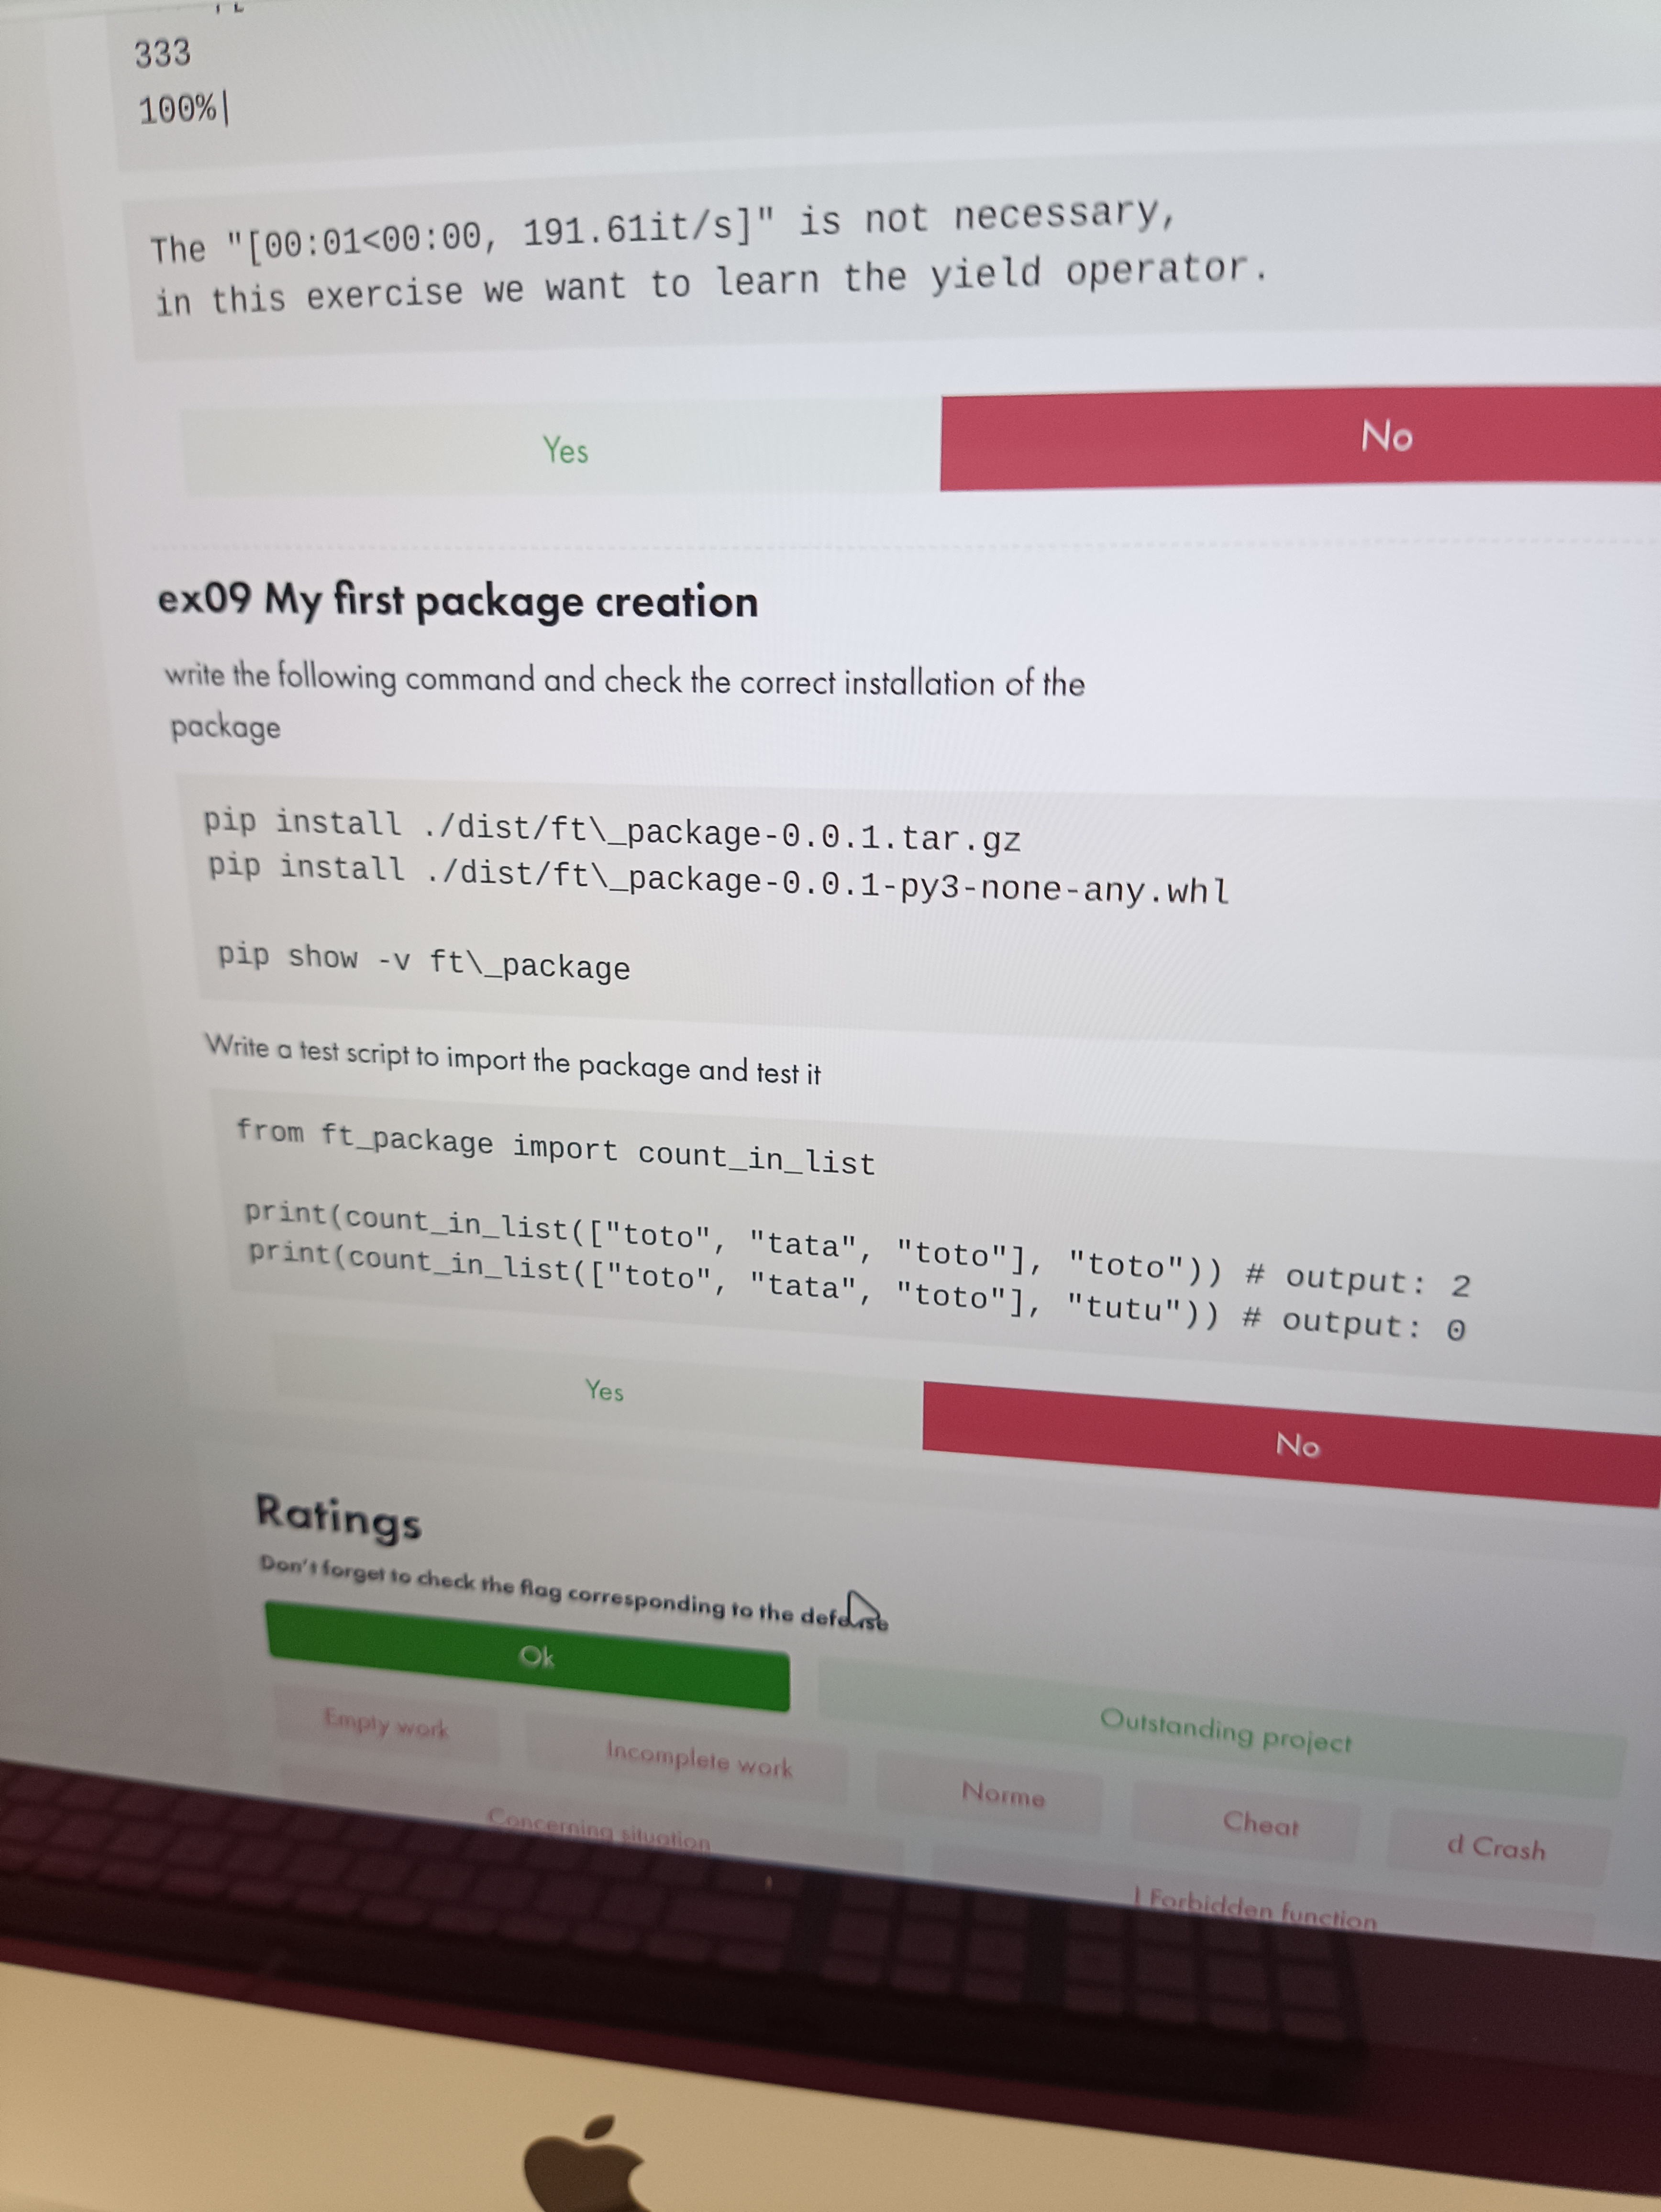 333
100%|
The "[00:01<00:00, 191.61it/s]" is not necessary,
in this exercise we want to learn the yield operator.
Yes
No
ex09 My first package creation
write the following command and check the correct installation of the
package
pip install ./dist/ft\_package-0.0.1.tar.gz
pip install ./dist/ft\_package-0.0.1-py3-none-any.whl
pip show -v ft\_package
Write a test script to import the package and test it
from ft_package import count_in_list
print(count_in_list(["toto", "tata", "toto"], "toto")) # output: 2
print(count_in_list(["toto", "tata", "toto"], "tutu")) # output: 0
Yes
No
Ratings
Don't forget to check the flag corresponding to the defense
Ok
Outstanding project
Empty work
Incomplete work
Norme
Cheat
d Crash
Concerning situation
Forbidden function